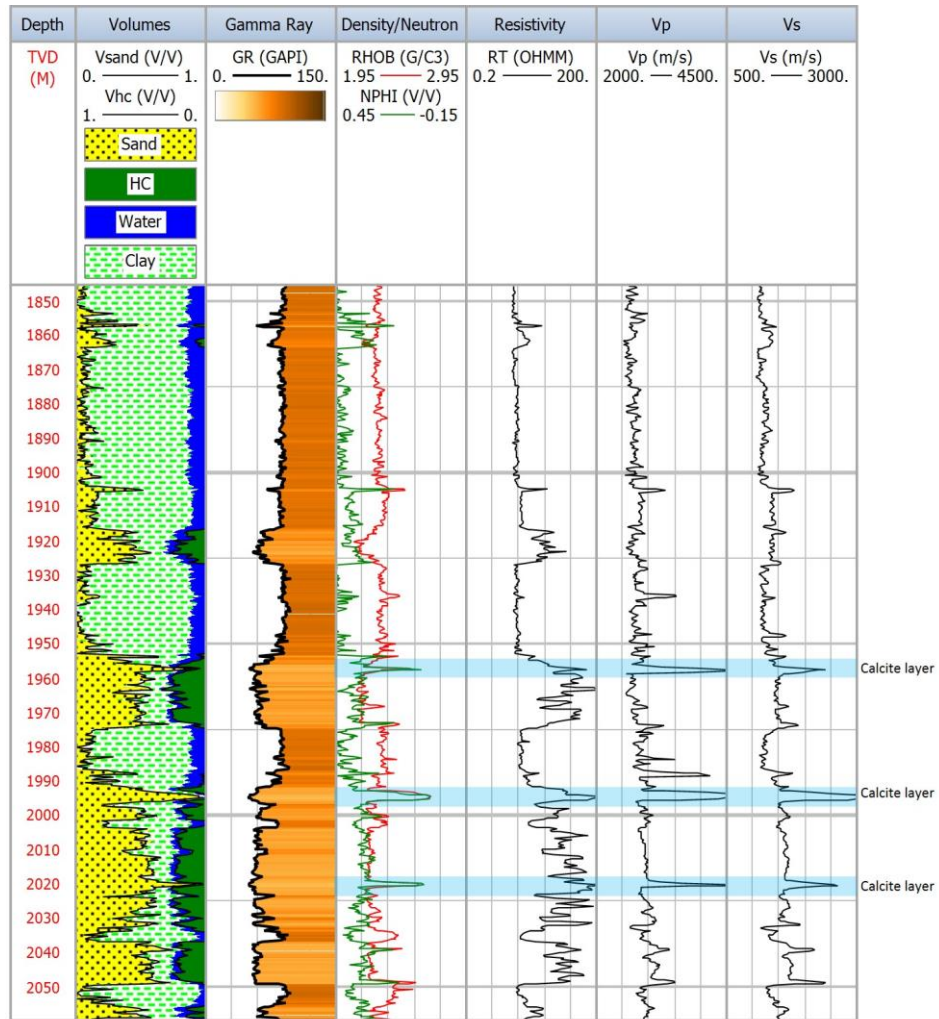 Depth Volumes Gamma Ray Density/Neutron Resistivity Vp Vs
TVD
(M)
Vsand (V/V)
0. 1.
Vhc (V/V)
1. 0.
Sand
HC
Water
Clay
GR (GAPI)
0. 150.
RHOB (G/C3)
1.95 2.95
NPHI (V/V)
0.45 -0.15
RT (OHMM)
0.2 200.
Vp (m/s)
2000. 4500.
Vs (m/s)
500. 3000.
1850
1860
1870
1880
1890
1900
1910
1920
1930
1940
1950
1960
1970
1980
1990
2000
2010
2020
2030
2040
2050
Calcite layer
Calcite layer
Calcite layer